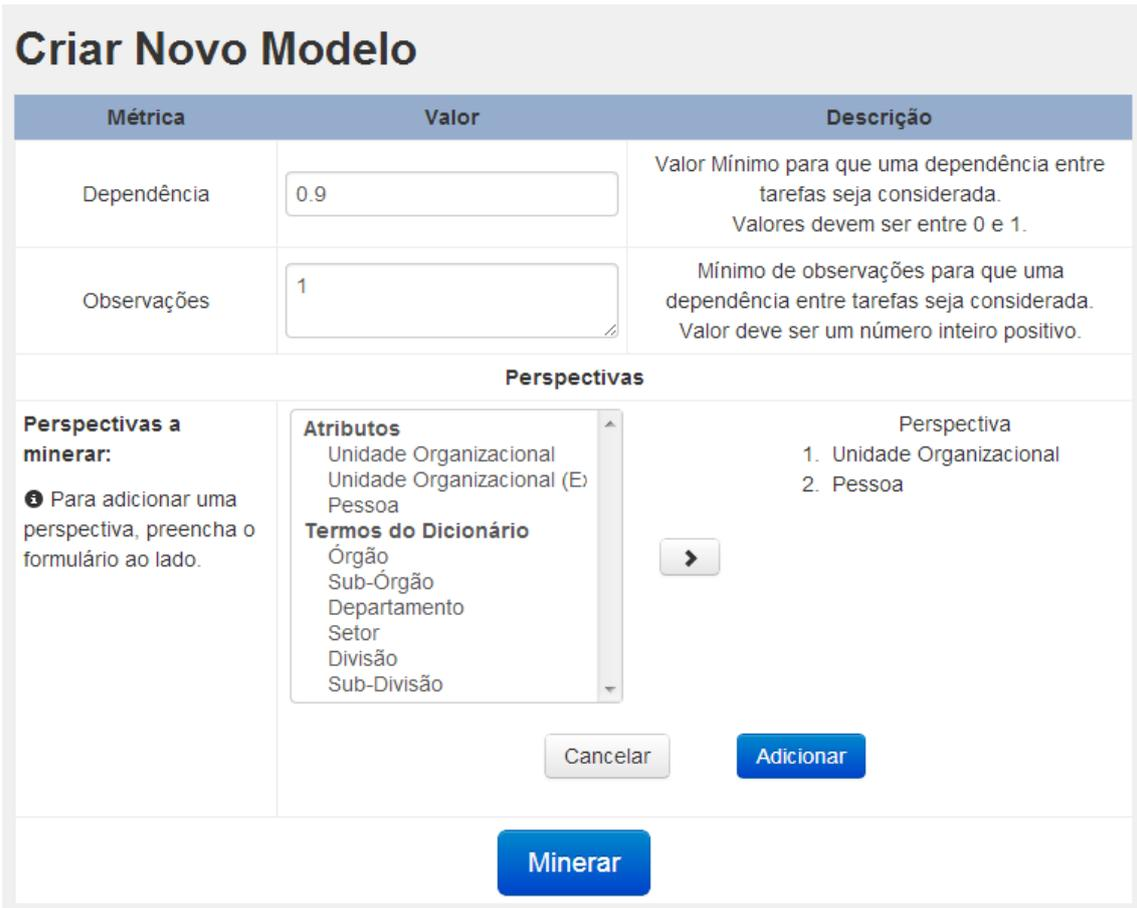 Criar Novo Modelo
Métrica Valor Descrição
Dependência
0.9
Valor Mínimo para que uma dependência entre
tarefas seja considerada.
Valores devem ser entre 0 e 1.
Observações
1
Mínimo de observações para que uma
dependência entre tarefas seja considerada.
Valor deve ser um número inteiro positivo.
Perspectivas
Perspectivas a
minerar:
Para adicionar uma
perspectiva, preencha o
formulário ao lado.
Atributos
Unidade Organizacional
Unidade Organizacional (Ex
Pessoa
Termos do Dicionário
Órgão
Sub-Órgão
Departamento
Setor
Divisão
Sub-Divisão
Perspectiva
1. Unidade Organizacional
2. Pessoa
Cancelar Adicionar
Minerar